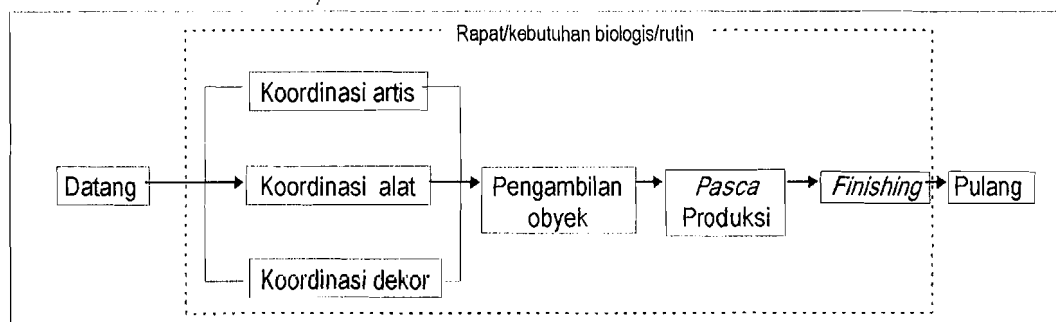 Rapat/kebutuhan biologis/rutin
Koordinasi artis
Datang
Koordinasi alat
Pengambilan
obyek
Pasca
Produksi
Finishing
Pulang
Koordinasi dekor